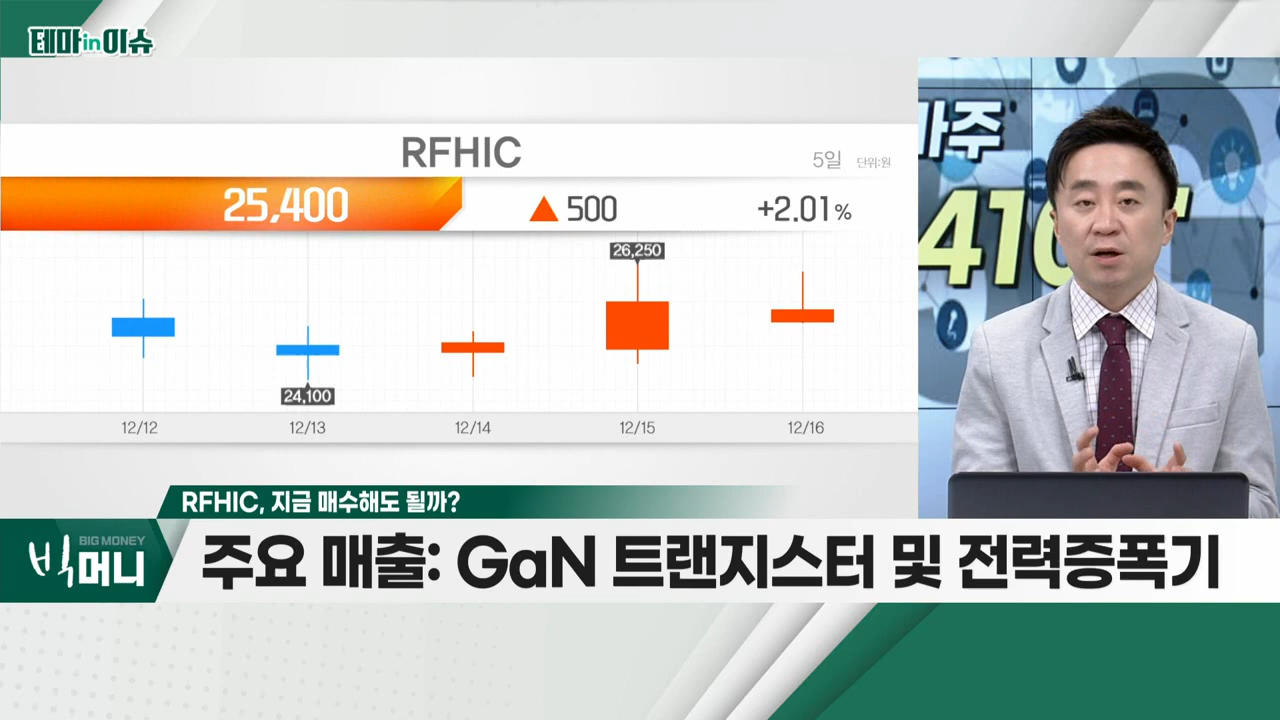 테마in이슈
RFHIC
5일 단위:원
25,400 ▲500 +2.01%
26,250
24,100
12/12 12/13 12/14 12/15 12/16
마주
RFHIC, 지금 매수해도 될까?
BIG MONEY
빅머니
주요 매출: GaN 트랜지스터 및 전력증폭기